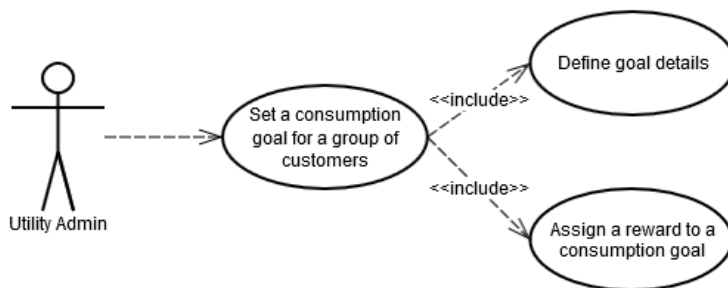 Define goal details
<<include>>
Set a consumption
goal for a group of
customers
<<include>>
Utility Admin
Assign a reward to a
consumption goal